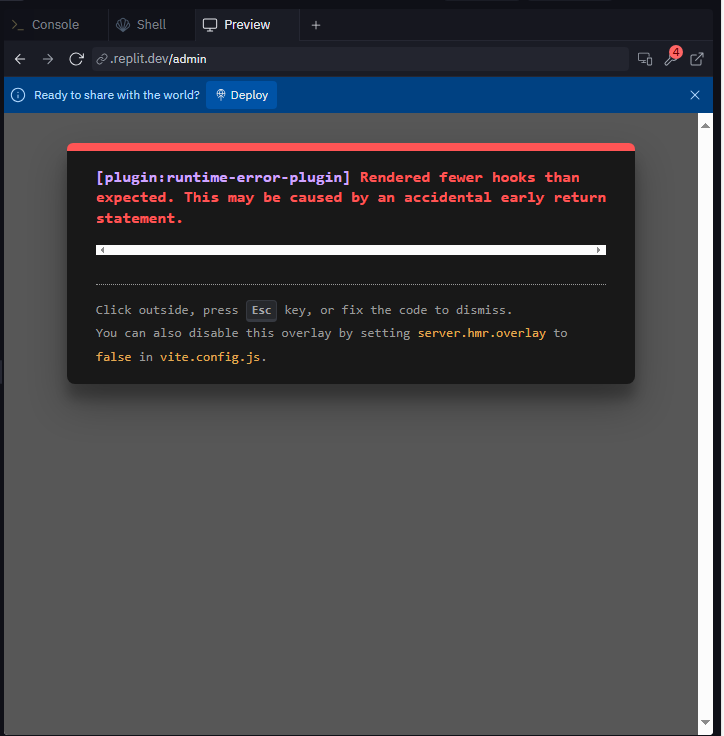 Console
Shell
Preview
.replit.dev/admin
4
Ready to share with the world?
Deploy
[plugin:runtime-error-plugin] Rendered fewer hooks than
expected. This may be caused by an accidental early return
statement.
Click outside, press Esc key, or fix the code to dismiss.
You can also disable this overlay by setting server.hmr.overlay to
false in vite.config.js.